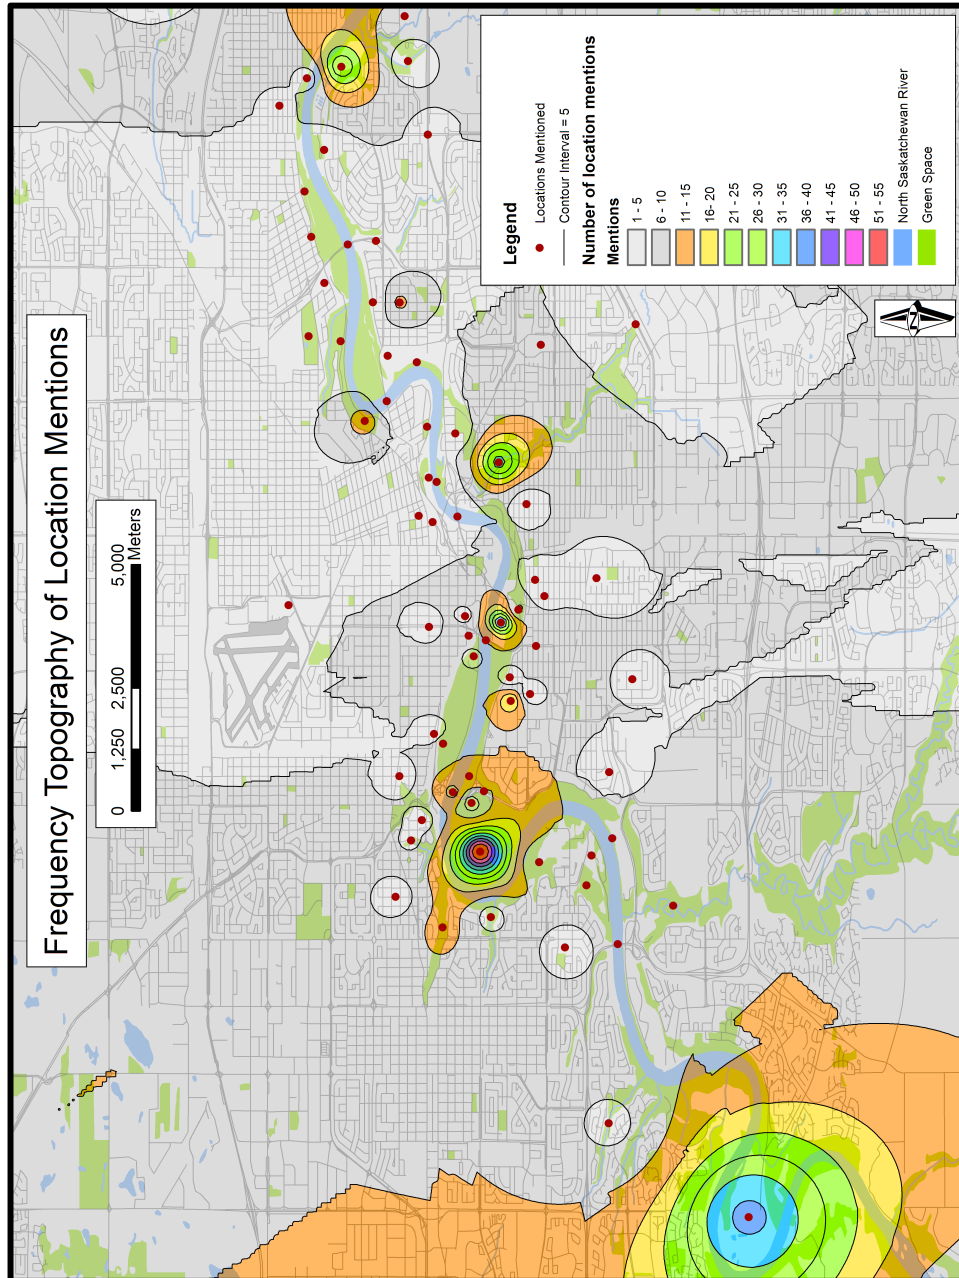 Frequency Topography of Location Mentions
0 1,250 2,500 5,000
Meters
Legend
Locations Mentioned
Contour Interval = 5
Number of location mentions
Mentions
1 - 5
6 - 10
11 - 15
16- 20
21 - 25
26 - 30
31 - 35
36 - 40
41 - 45
46 - 50
51 - 55
North Saskatchewan River
Green Space
N